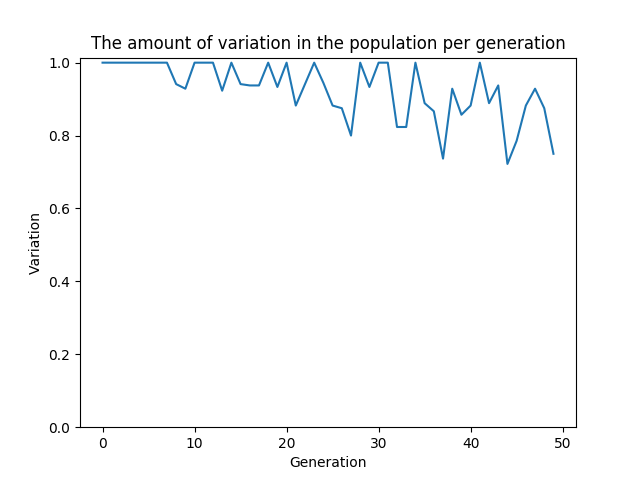 The amount of variation in the population per generation
1.0
0.8
0.6
0.4
0.2
0.0
Variation
0 10 20 30 40 50
Generation